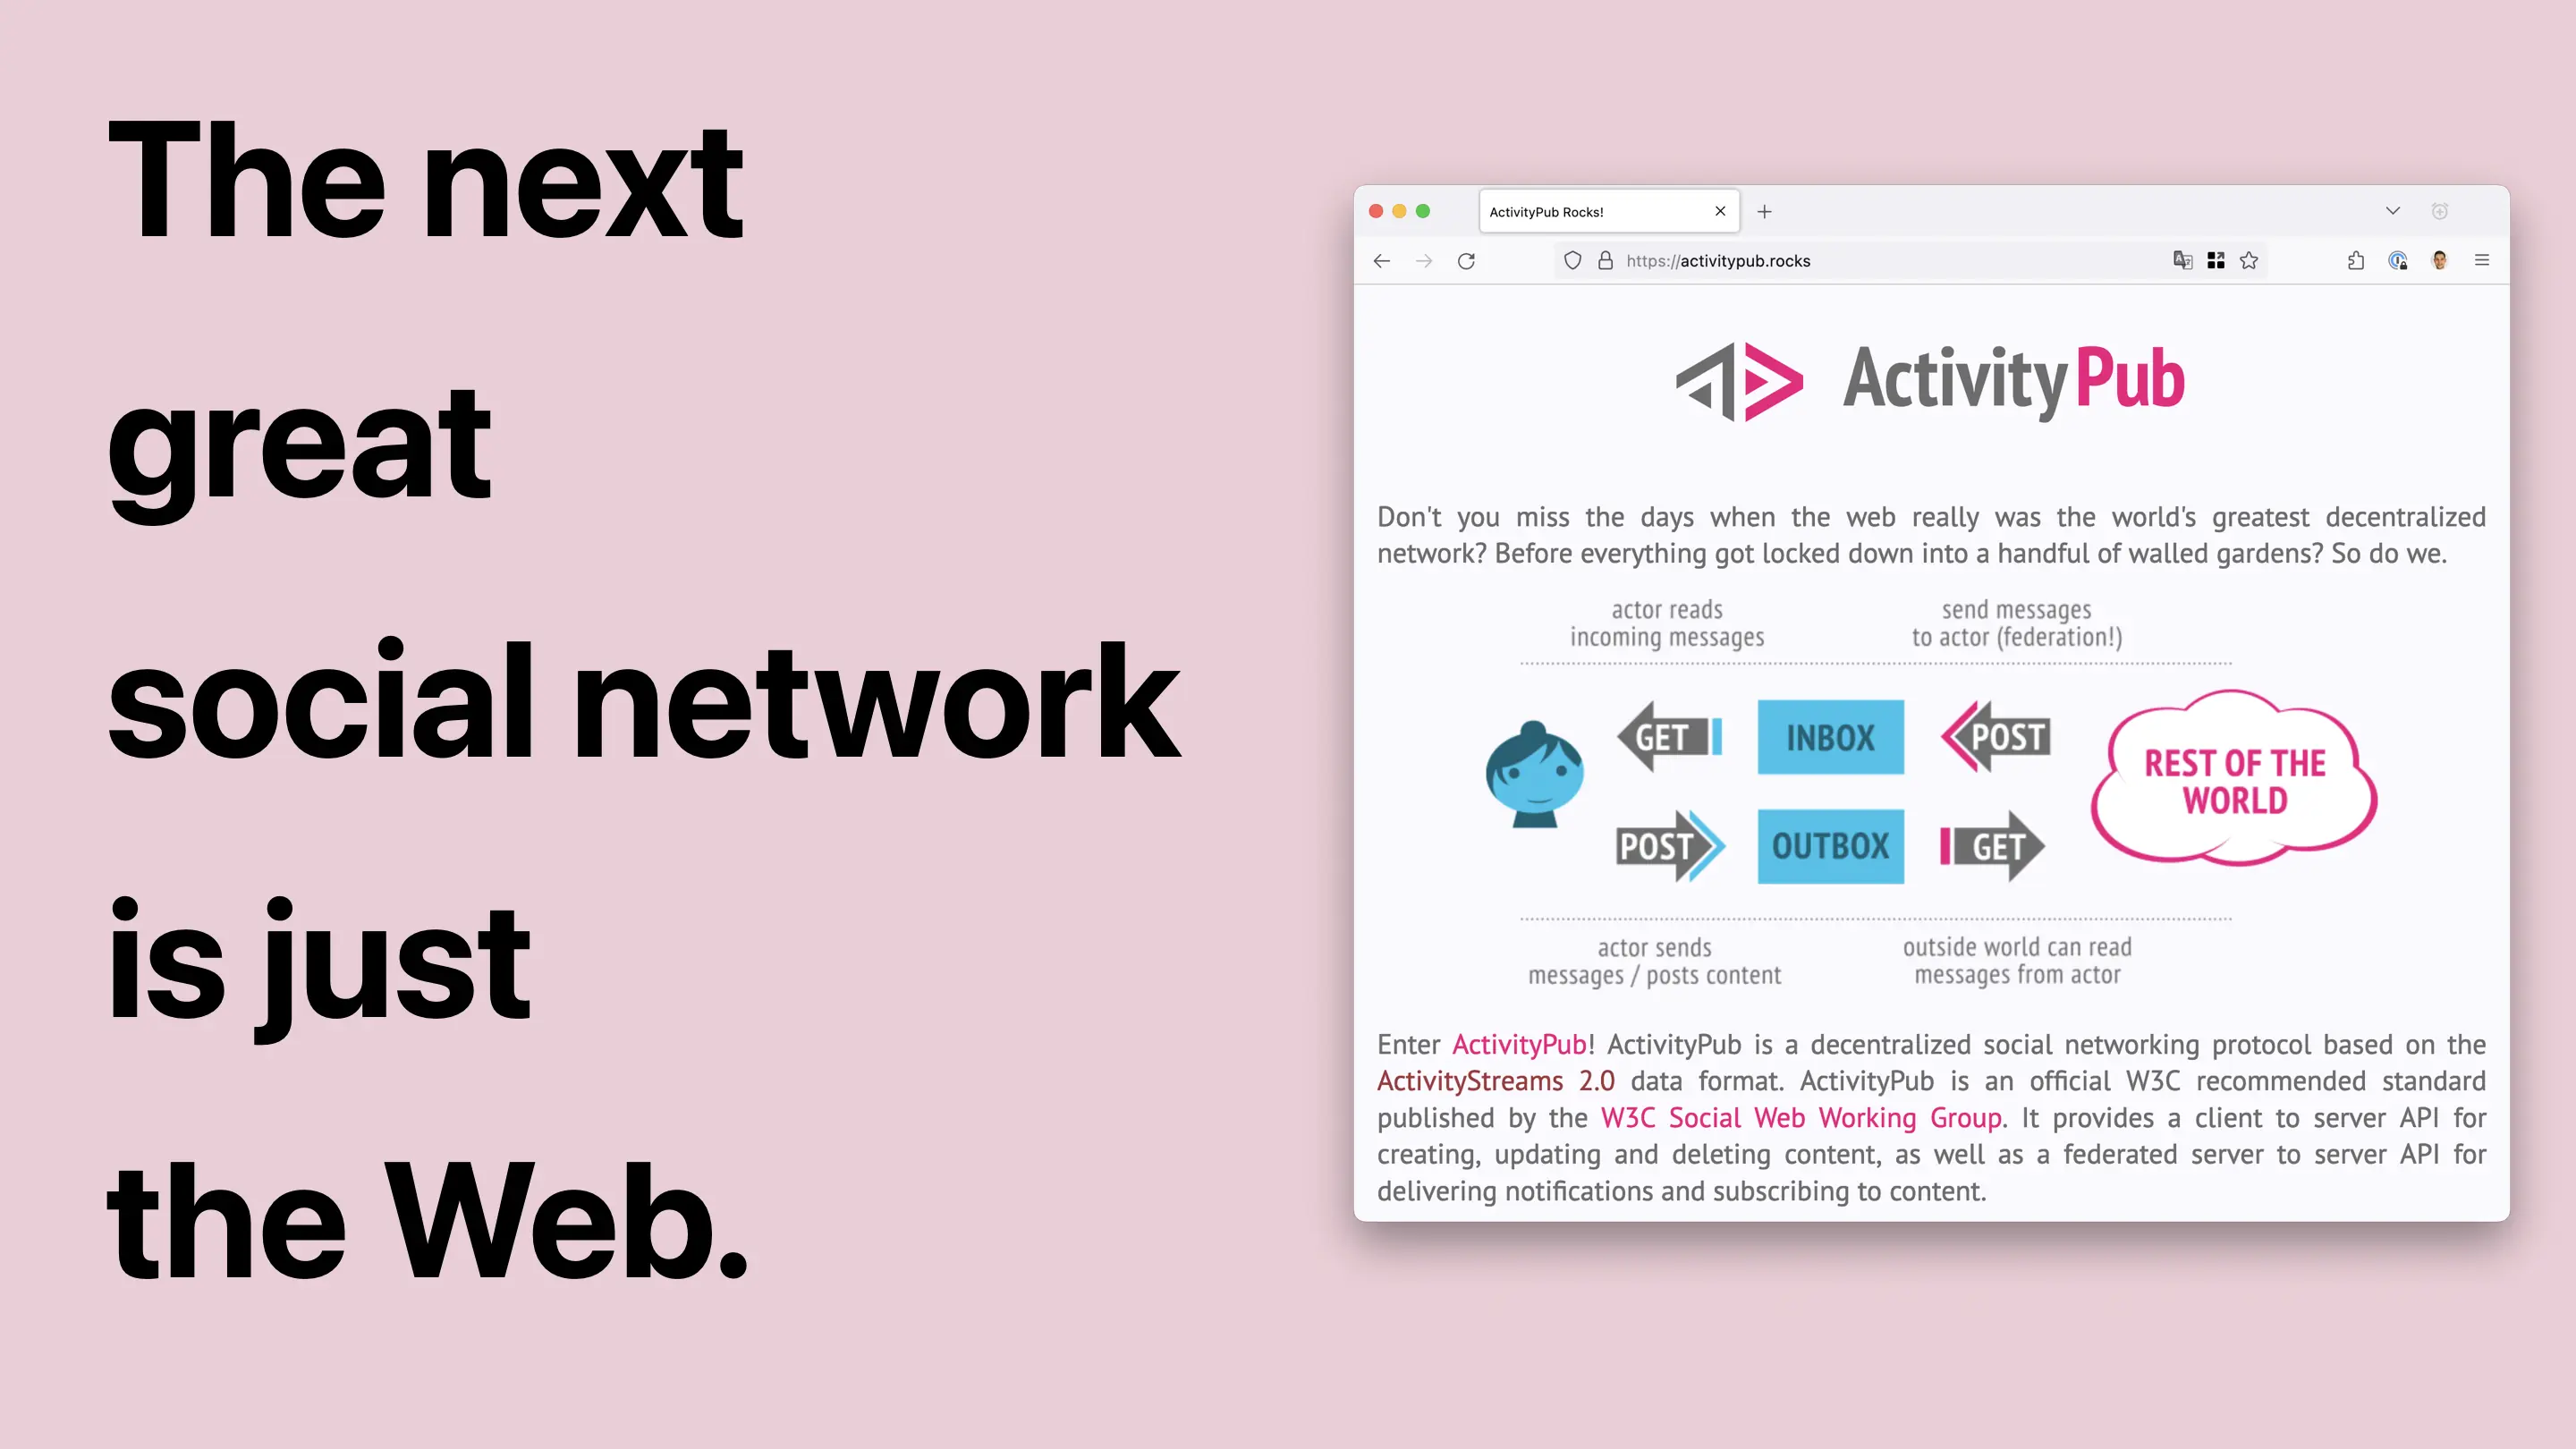 The next
great
social network
is just
the Web.
ActivityPub Rocks!
https://activitypub.rocks
ActivityPub
Don't you miss the days when the web really was the world's greatest decentralized
network? Before everything got locked down into a handful of walled gardens? So do we.
actor reads
incoming messages
send messages
to actor (federation!)
GET
INBOX
POST
REST OF THE
WORLD
POST
OUTBOX
GET
actor sends
messages / posts content
outside world can read
messages from actor
Enter ActivityPub! ActivityPub is a decentralized social networking protocol based on the
ActivityStreams 2.0 data format. ActivityPub is an official W3C recommended standard
published by the W3C Social Web Working Group. It provides a client to server API for
creating, updating and deleting content, as well as a federated server to server API for
delivering notifications and subscribing to content.